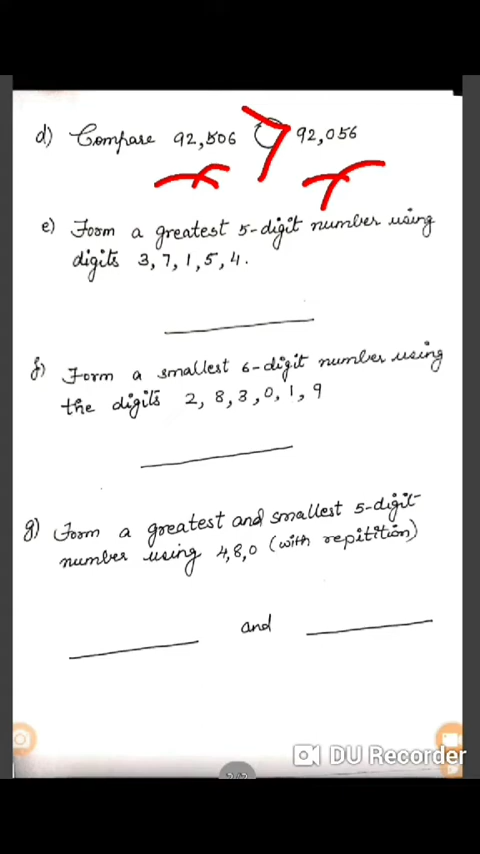 d) Compare 92,506 > 92,056
e) Form a greatest 5-digit number using
digits 3, 7, 1, 5, 4.
f) Form a smallest 6-digit number using
the digits 2, 8, 3, 0, 1, 9
g) Form a greatest and smallest 5-digit
number using 4,8,0 (with repitition)
and
2/2
DU Recorder